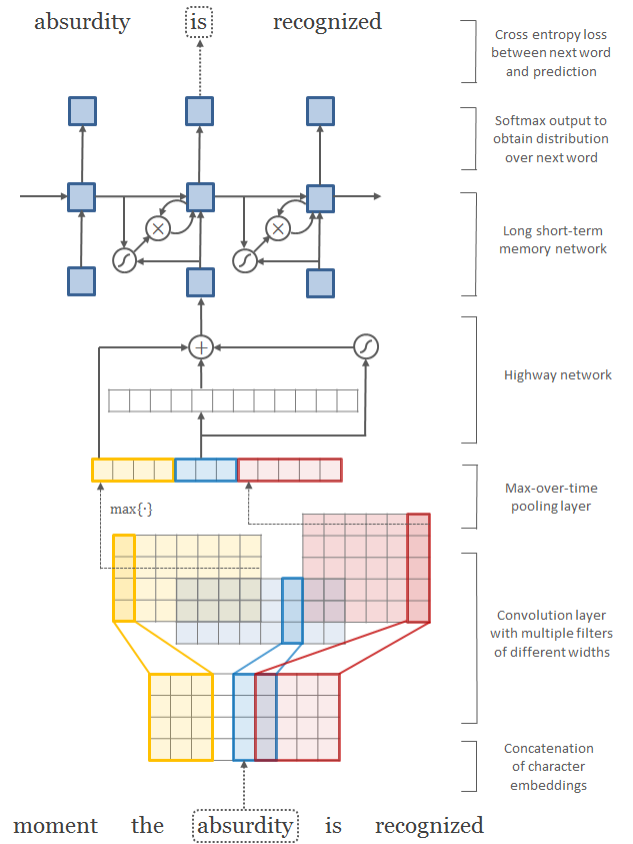 absurdity is recognized
Cross entropy loss
between next word
and prediction
Softmax output to
obtain distribution
over next word
Long short-term
memory network
Highway network
Max-over-time
pooling layer
max{·}
Convolution layer
with multiple filters
of different widths
Concatenation
of character
embeddings
moment the absurdity is recognized